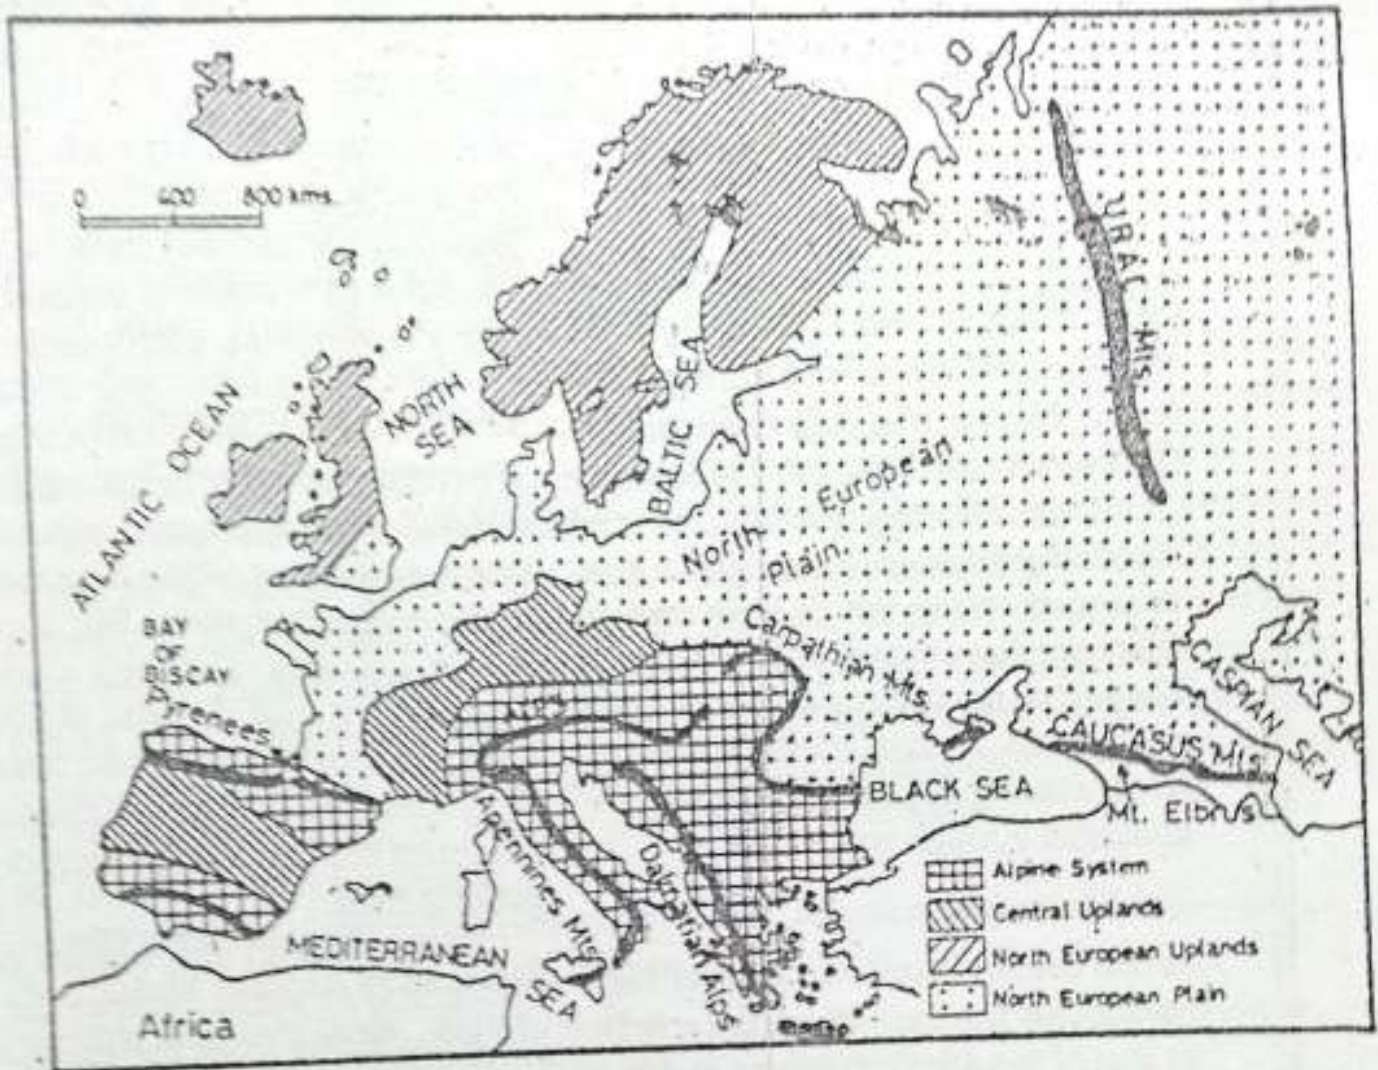 0 400 800 kms.
ATLANTIC OCEAN
NORTH
SEA
BALTIC SEA
URAL Mts.
North European
Plain
BAY
OF
BISCAY
Pyrenees
ALPS
Carpathian Mts.
CAUCASUS Mts.
CASPIAN SEA
BLACK SEA
Mt. Elbrus
Apennines Mts.
Dalmatian Alps
MEDITERRANEAN
SEA
Africa
Alpine System
Central Uplands
North European Uplands
North European Plain